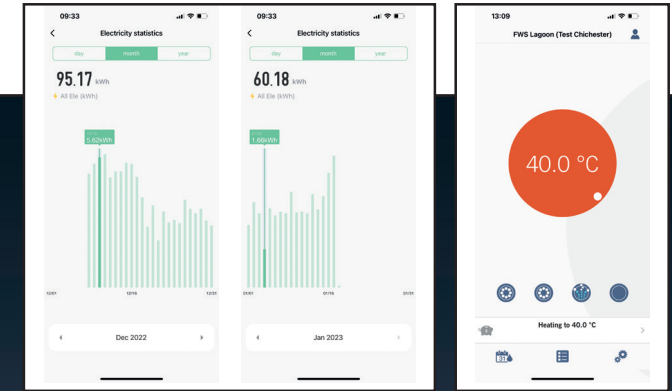 09:33
Electricity statistics
day month year
95.17 kWh
All Ele (kWh)
5.62kWh
12/01 12/16 12/31
Dec 2022
09:33
Electricity statistics
day month year
60.18 kWh
All Ele (kWh)
1.66kWh
01/01 01/16 01/31
Jan 2023
13:09
FWS Lagoon (Test Chichester)
40.0 °C
Heating to 40.0 °C